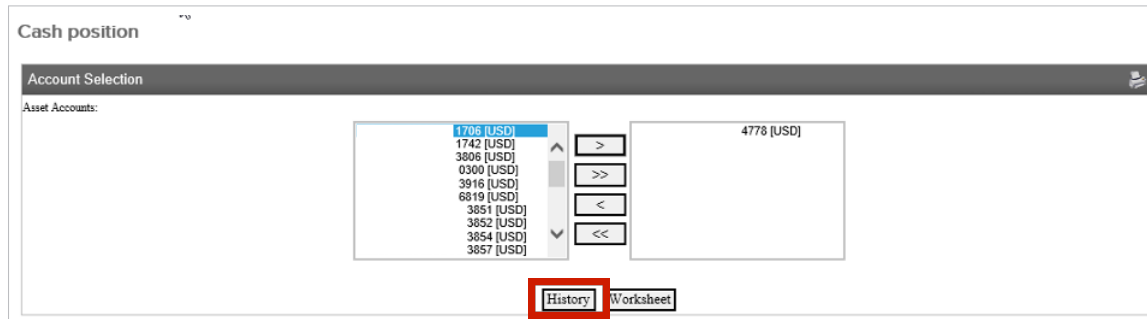 Cash position
Account Selection
Asset Accounts:
1706 [USD]
1742 [USD]
3806 [USD]
0300 [USD]
3916 [USD]
6819 [USD]
3851 [USD]
3852 [USD]
3854 [USD]
3857 [USD]
>
>>
<
<<
4778 [USD]
History
Worksheet